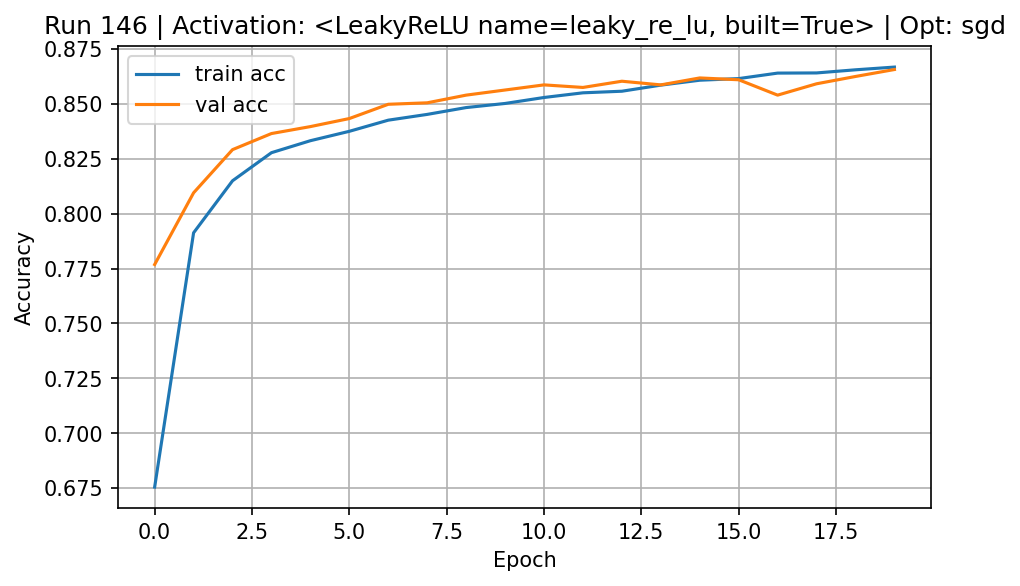 Run 146 | Activation: <LeakyReLU name=leaky_re_lu, built=True> | Opt: sgd
train acc
val acc
0.875
0.850
0.825
0.800
0.775
0.750
0.725
0.700
0.675
Accuracy
0.0 2.5 5.0 7.5 10.0 12.5 15.0 17.5
Epoch